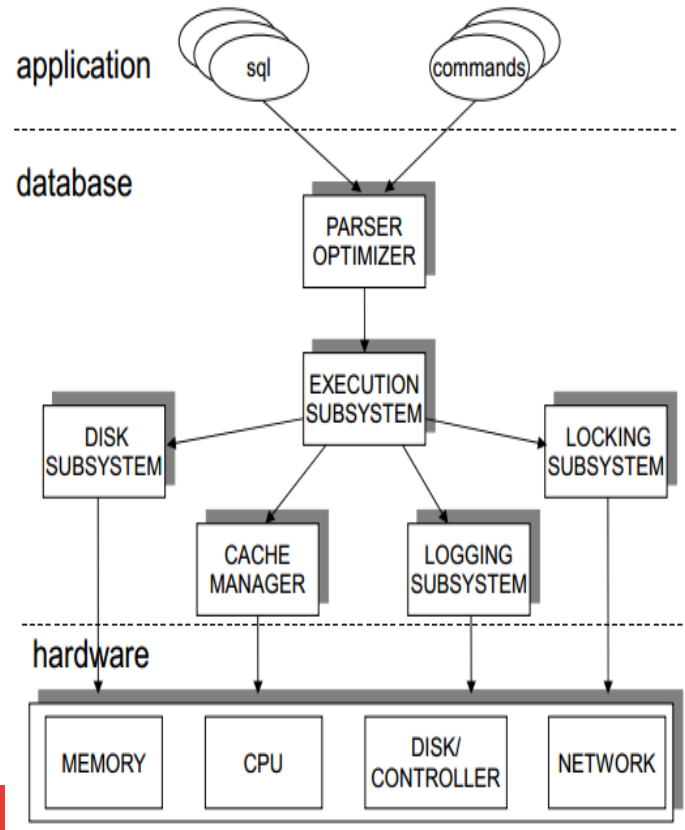 application
sql
commands
database
PARSER
OPTIMIZER
EXECUTION
SUBSYSTEM
DISK
SUBSYSTEM
LOCKING
SUBSYSTEM
CACHE
MANAGER
LOGGING
SUBSYSTEM
hardware
MEMORY
CPU
DISK/
CONTROLLER
NETWORK